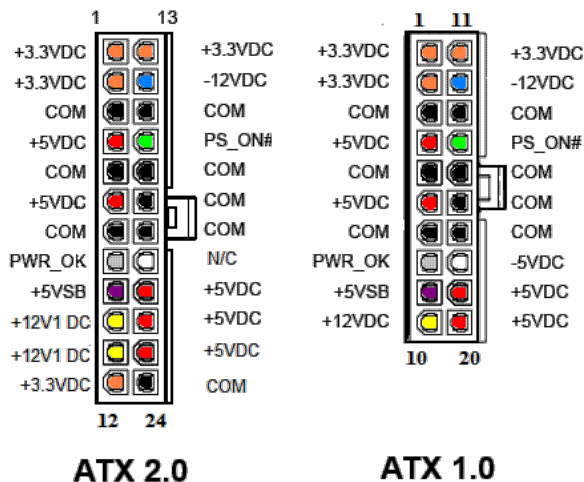 1 13
+3.3VDC +3.3VDC
+3.3VDC -12VDC
COM COM
+5VDC PS_ON#
COM COM
+5VDC COM
COM COM
PWR_OK N/C
+5VSB +5VDC
+12V1 DC +5VDC
+12V1 DC +5VDC
+3.3VDC COM
12 24
ATX 2.0
1 11
+3.3VDC +3.3VDC
+3.3VDC -12VDC
COM COM
+5VDC PS_ON#
COM COM
+5VDC COM
COM COM
PWR_OK -5VDC
+5VSB +5VDC
+12VDC +5VDC
10 20
ATX 1.0